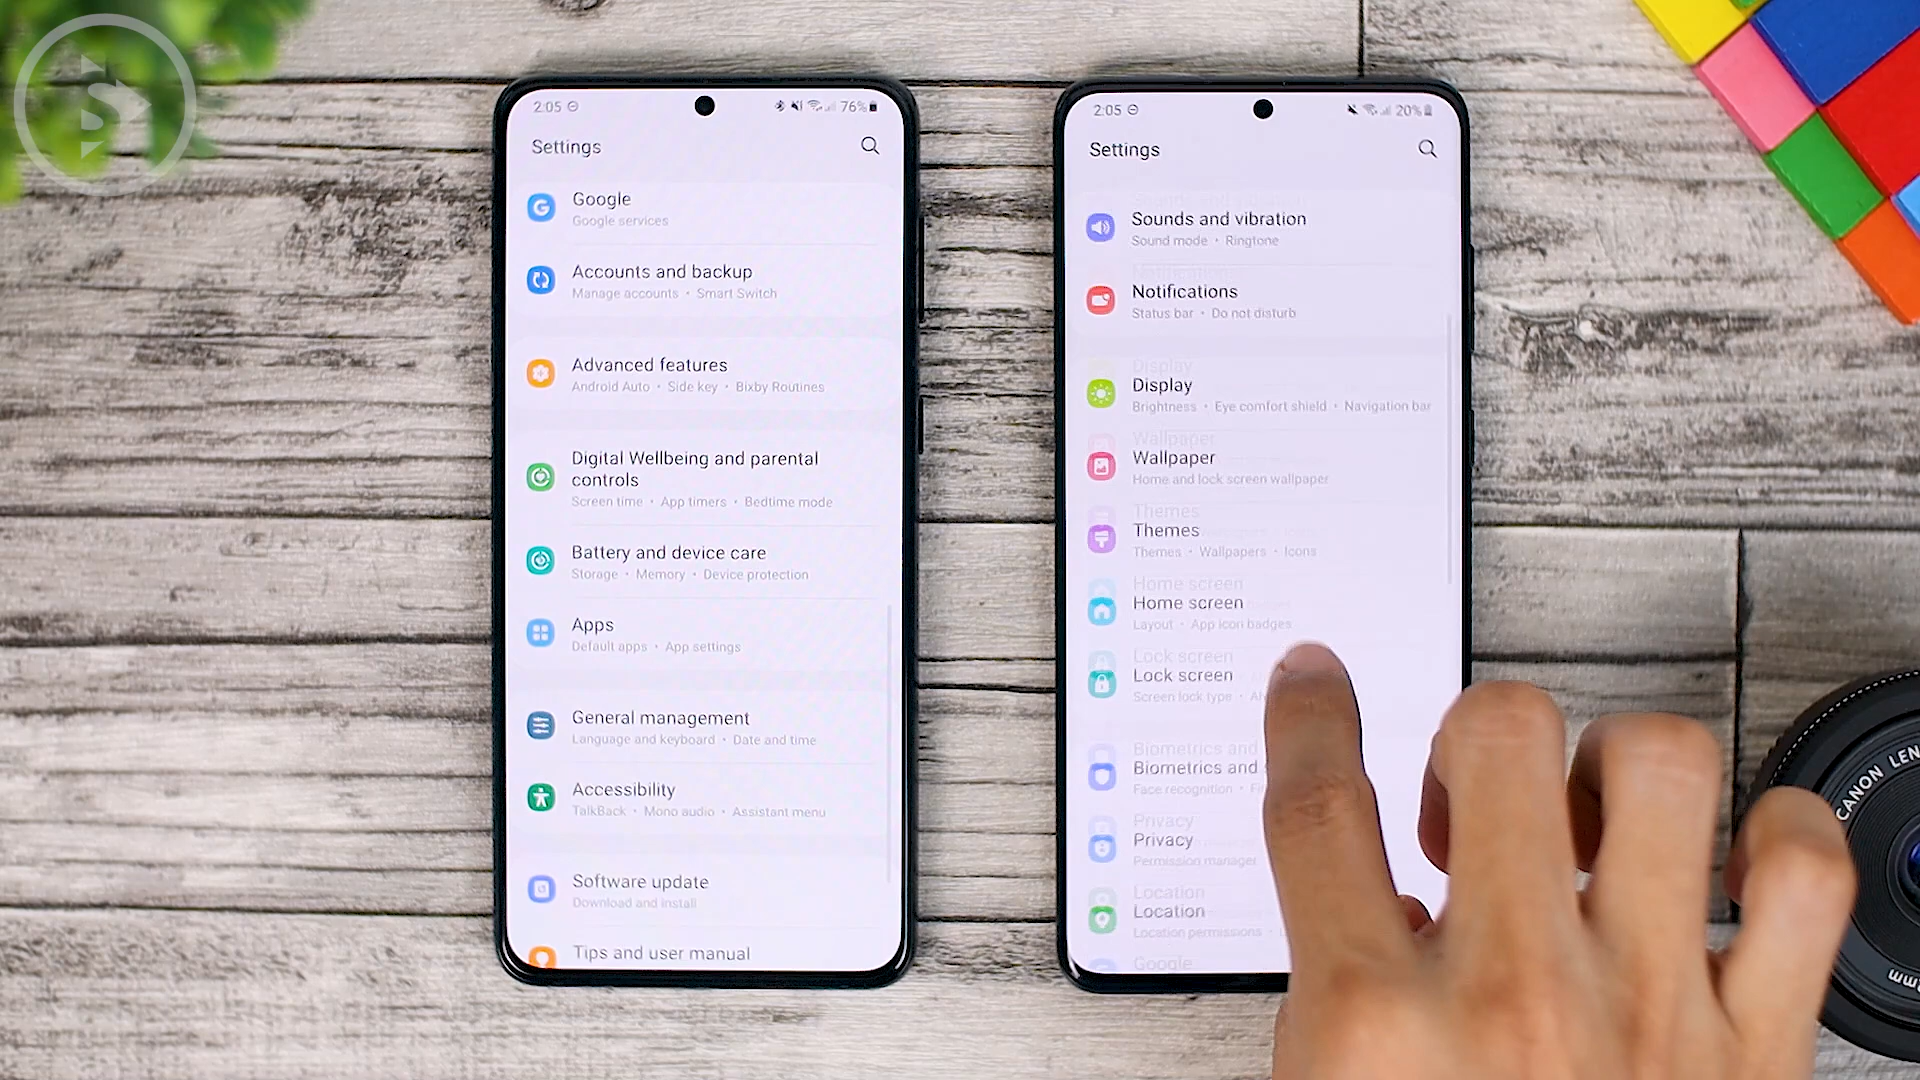 S
2:05
76%
Settings
Google
Google services
Accounts and backup
Manage accounts • Smart Switch
Advanced features
Android Auto • Side key • Bixby Routines
Digital Wellbeing and parental
controls
Screen time • App timers • Bedtime mode
Battery and device care
Storage • Memory • Device protection
Apps
Default apps • App settings
General management
Language and keyboard • Date and time
Accessibility
TalkBack • Mono audio • Assistant menu
Software update
Download and install
Tips and user manual
2:05
20%
Settings
Sounds and vibration
Sound mode • Ringtone
Notifications
Status bar • Do not disturb
Display
Brightness • Eye comfort shield • Navigation bar
Wallpaper
Home and lock screen wallpaper
Themes
Themes • Wallpapers • Icons
Home screen
Layout • App icon badges
Lock screen
Screen lock type
Biometrics and
Face recognition
Privacy
Permission manager
Location
Location permissions
Google
CANON LEN
mm